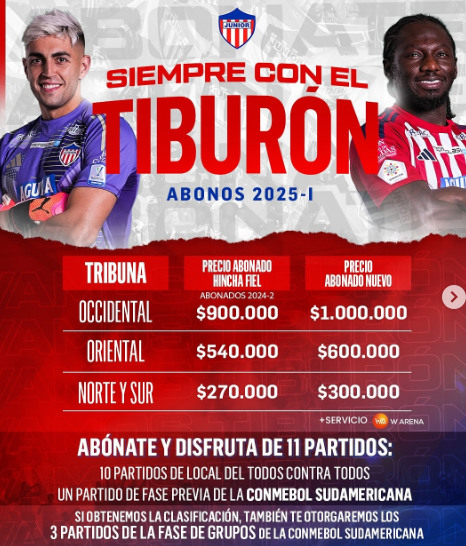 JUNIOR
SIEMPRE CON EL
TIBURÓN
ABONOS 2025-I
TRIBUNA
PRECIO ABONADO
HINCHA FIEL
ABONADOS 2024-2
PRECIO
ABONADO NUEVO
OCCIDENTAL $900.000 $1.000.000
ORIENTAL $540.000 $600.000
NORTE Y SUR $270.000 $300.000
+SERVICIO W ARENA
ABÓNATE Y DISFRUTA DE 11 PARTIDOS:
10 PARTIDOS DE LOCAL DEL TODOS CONTRA TODOS
UN PARTIDO DE FASE PREVIA DE LA CONMEBOL SUDAMERICANA
SI OBTENEMOS LA CLASIFICACIÓN, TAMBIÉN TE OTORGAREMOS LOS
3 PARTIDOS DE LA FASE DE GRUPOS DE LA CONMEBOL SUDAMERICANA